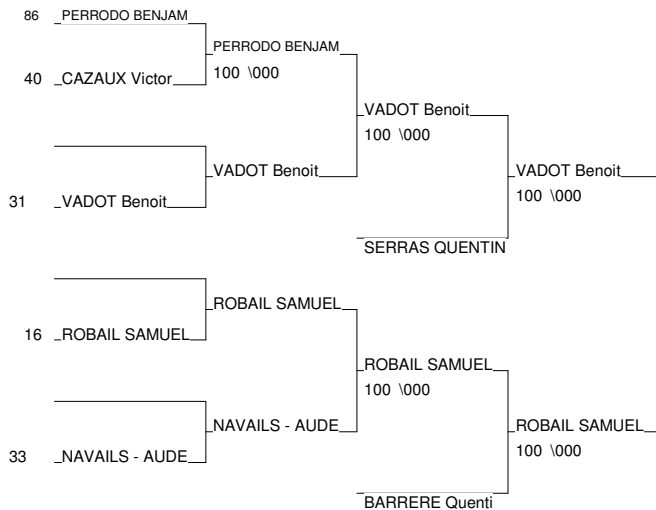 86 PERRODO BENJAM
PERRODO BENJAM
100 \000
40 CAZAUX Victor
VADOT Benoit
100 \000
VADOT Benoit
VADOT Benoit
100 \000
31 VADOT Benoit
SERRAS QUENTIN
ROBAIL SAMUEL
16 ROBAIL SAMUEL
ROBAIL SAMUEL
100 \000
NAVAILS - AUDE
ROBAIL SAMUEL
100 \000
33 NAVAILS - AUDE
BARRERE Quenti